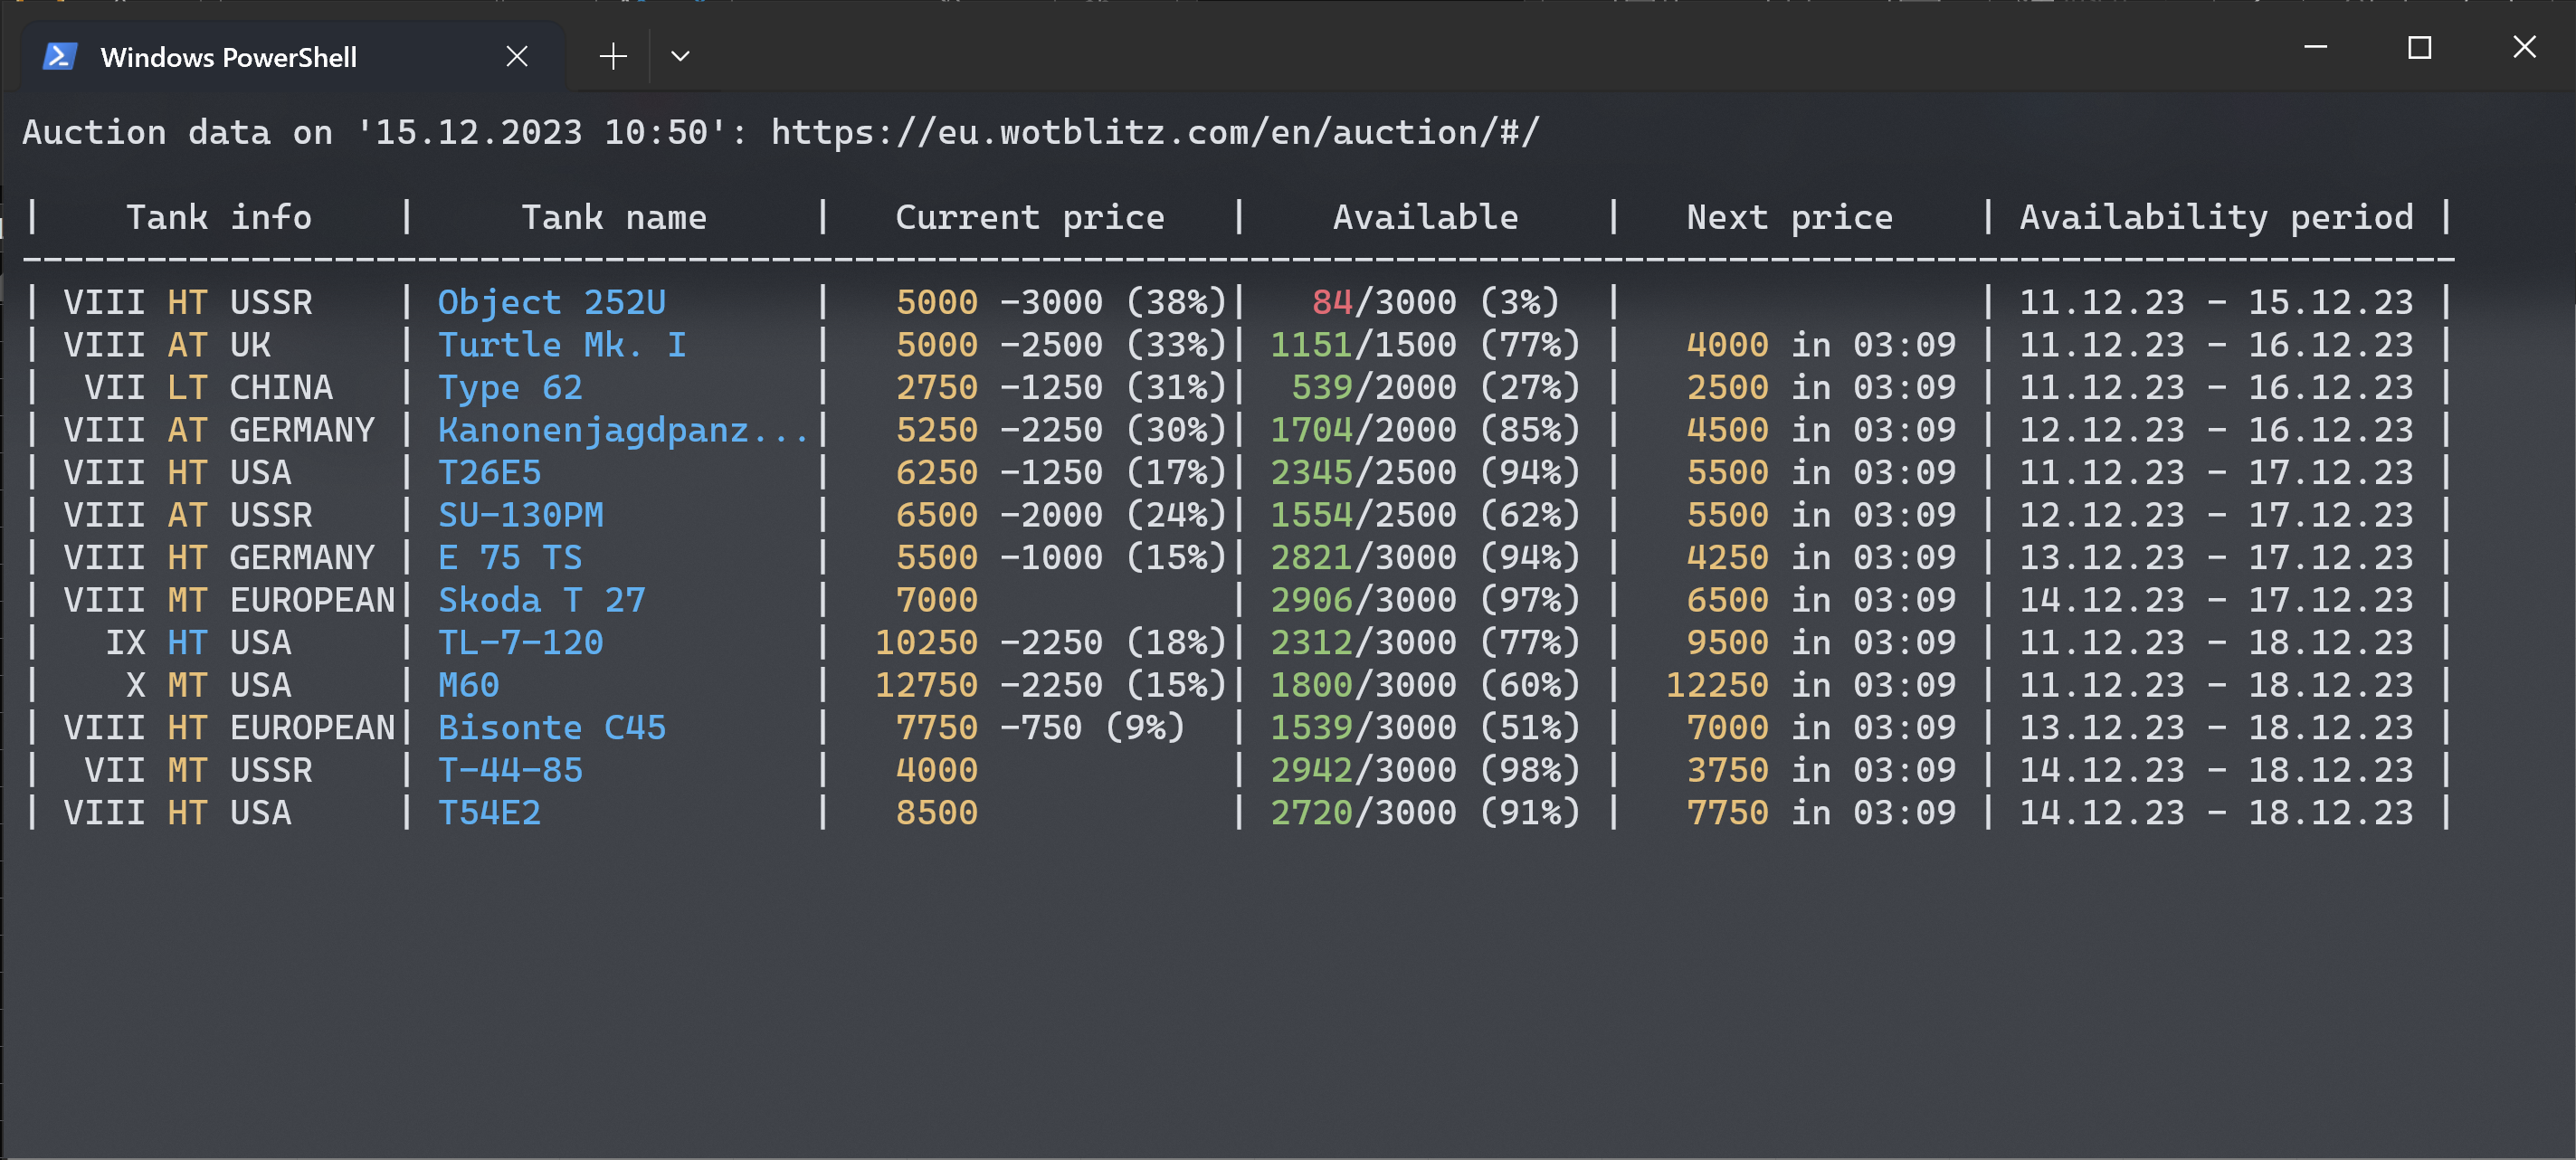 Windows PowerShell
Auction data on '15.12.2023 10:50': https://eu.wotblitz.com/en/auction/#/
| Tank info | Tank name | Current price | Available | Next price | Availability period |
---------------------------------------------------------------------------------------------------------------------
| VIII HT USSR | Object 252U | 5000 -3000 (38%)| 84/3000 (3%) | | 11.12.23 - 15.12.23 |
| VIII AT UK | Turtle Mk. I | 5000 -2500 (33%)| 1151/1500 (77%) | 4000 in 03:09 | 11.12.23 - 16.12.23 |
| VII LT CHINA | Type 62 | 2750 -1250 (31%)| 539/2000 (27%) | 2500 in 03:09 | 11.12.23 - 16.12.23 |
| VIII AT GERMANY | Kanonenjagdpanz...| 5250 -2250 (30%)| 1704/2000 (85%) | 4500 in 03:09 | 12.12.23 - 16.12.23 |
| VIII HT USA | T26E5 | 6250 -1250 (17%)| 2345/2500 (94%) | 5500 in 03:09 | 11.12.23 - 17.12.23 |
| VIII AT USSR | SU-130PM | 6500 -2000 (24%)| 1554/2500 (62%) | 5500 in 03:09 | 12.12.23 - 17.12.23 |
| VIII HT GERMANY | E 75 TS | 5500 -1000 (15%)| 2821/3000 (94%) | 4250 in 03:09 | 13.12.23 - 17.12.23 |
| VIII MT EUROPEAN| Skoda T 27 | 7000 | 2906/3000 (97%) | 6500 in 03:09 | 14.12.23 - 17.12.23 |
| IX HT USA | TL-7-120 | 10250 -2250 (18%)| 2312/3000 (77%) | 9500 in 03:09 | 11.12.23 - 18.12.23 |
| X MT USA | M60 | 12750 -2250 (15%)| 1800/3000 (60%) | 12250 in 03:09 | 11.12.23 - 18.12.23 |
| VIII HT EUROPEAN| Bisonte C45 | 7750 -750 (9%) | 1539/3000 (51%) | 7000 in 03:09 | 13.12.23 - 18.12.23 |
| VII MT USSR | T-44-85 | 4000 | 2942/3000 (98%) | 3750 in 03:09 | 14.12.23 - 18.12.23 |
| VIII HT USA | T54E2 | 8500 | 2720/3000 (91%) | 7750 in 03:09 | 14.12.23 - 18.12.23 |